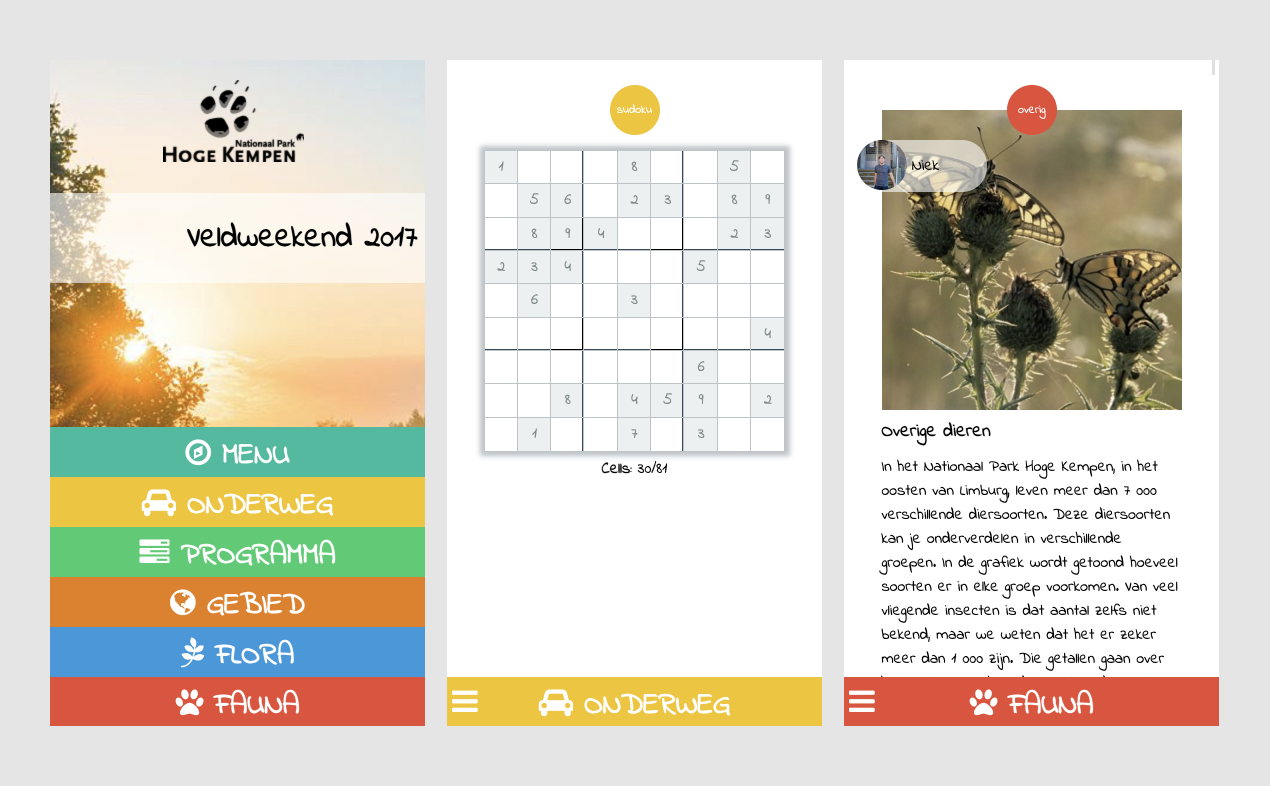 Nationaal Park
HOGE KEMPEN
Veldweekend 2017
MENU
ONDERWEG
PROGRAMMA
GEBIED
FLORA
FAUNA
sudoku
1 8 5
5 6 2 3 8 9
8 9 4 2 3
2 3 4 5
6 3
4
6
8 4 5 9 2
1 7 3
Cells: 30/81
ONDERWEG
overig
Niek
Overige dieren
In het Nationaal Park Hoge Kempen, in het
oosten van Limburg, leven meer dan 7 000
verschillende diersoorten. Deze diersoorten
kan je onderverdelen in verschillende
groepen. In de grafiek wordt getoond hoeveel
soorten er in elke groep voorkomen. Van veel
vliegende insecten is dat aantal zelfs niet
bekend, maar we weten dat het er zeker
meer dan 1 000 zijn. Die getallen gaan over
FAUNA